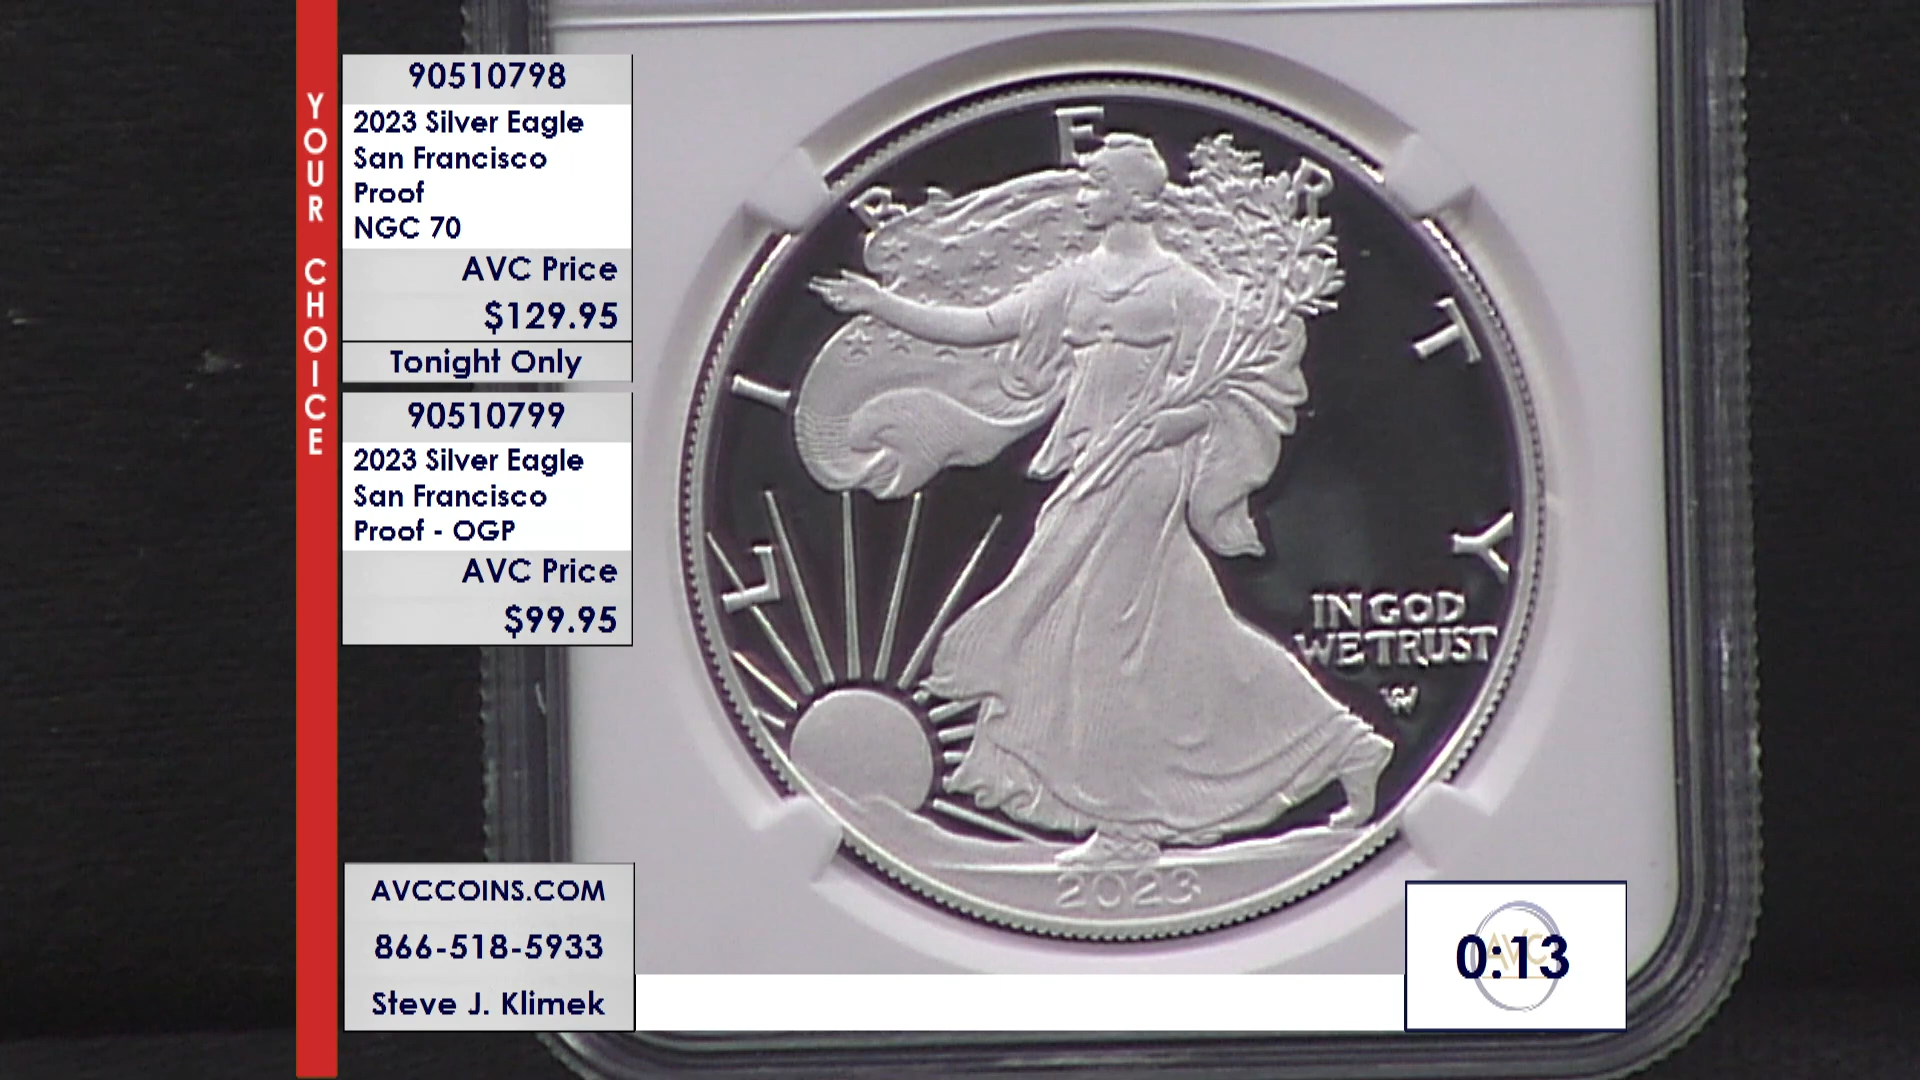 YOUR CHOICE
90510798
2023 Silver Eagle
San Francisco
Proof
NGC 70
AVC Price
$129.95
Tonight Only
90510799
2023 Silver Eagle
San Francisco
Proof - OGP
AVC Price
$99.95
AVCCOINS.COM
866-518-5933
Steve J. Klimek
LIBERTY
IN GOD
WE TRUST
W
2023
AVC
0:13